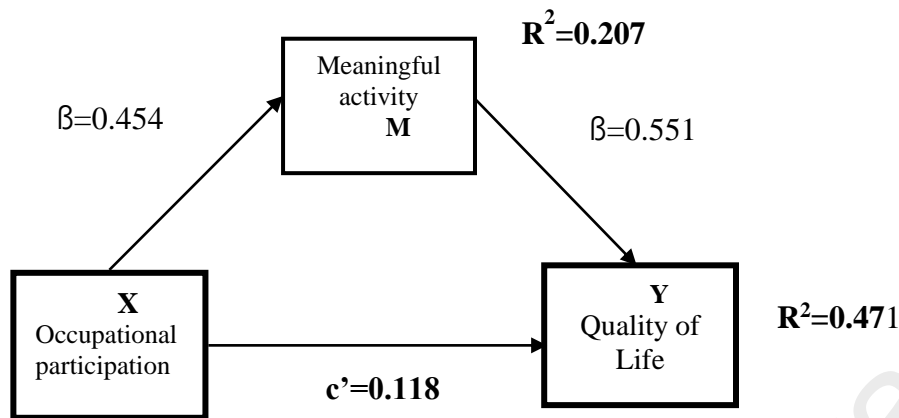 R²=0.207
Meaningful
activity
M
ß=0.454
ß=0.551
X
Occupational
participation
Y
Quality of
Life
R²=0.471
c’=0.118